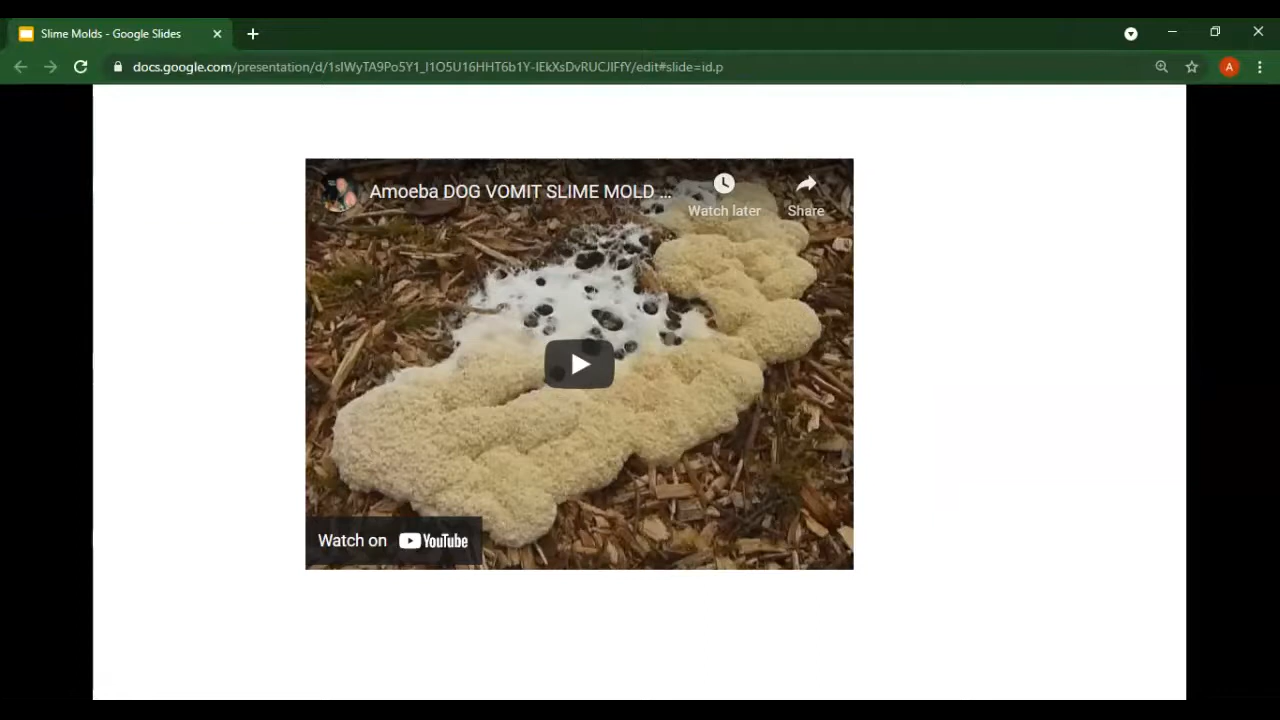 Slime Molds - Google Slides
docs.google.com/presentation/d/1sIWyTA9Po5Y1_I1O5U16HHT6b1Y-IEkXsDvRUCJIFfY/edit#slide=id.p
A
Amoeba DOG VOMIT SLIME MOLD ...
Watch later
Share
Watch on YouTube